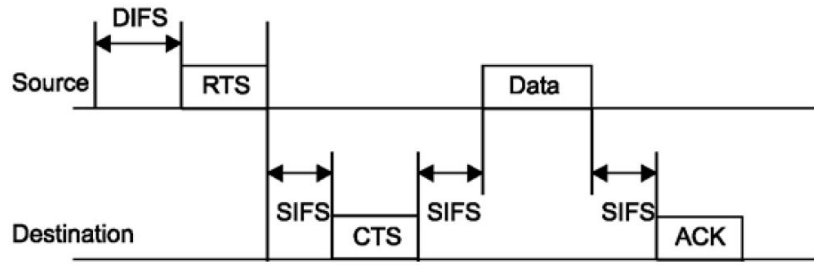 DIFS
Source RTS Data
SIFS SIFS SIFS
Destination CTS ACK